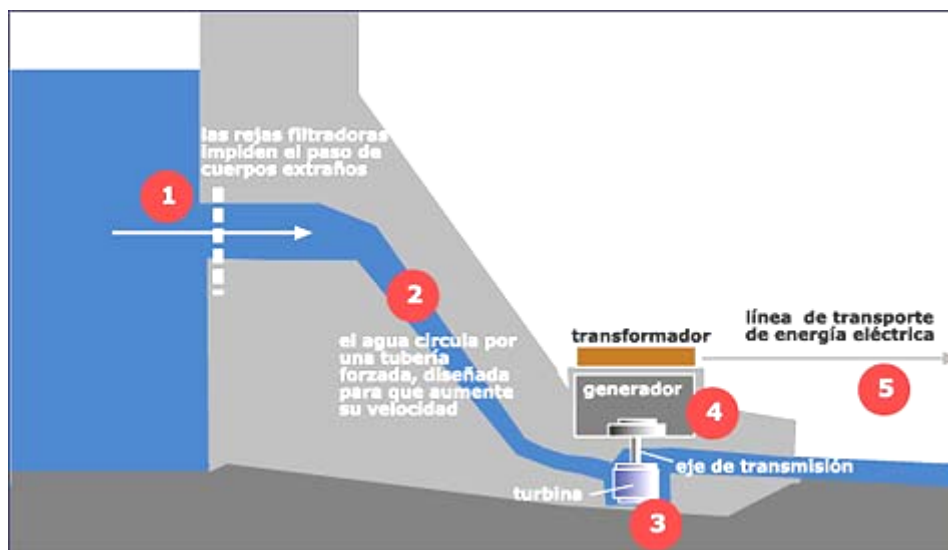 las rejas filtradoras
impiden el paso de
cuerpos extraños
1
2
el agua circula por
una tubería
forzada, diseñada
para que aumente
su velocidad
transformador
generador
4
línea de transporte
de energía eléctrica
5
eje de transmisión
turbina
3